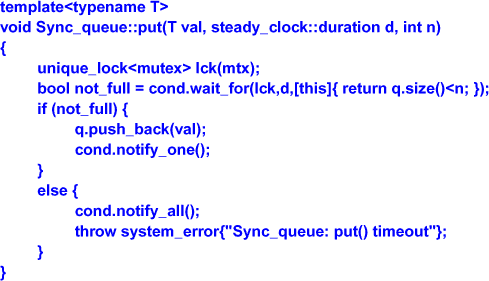 template<typename T>
void Sync_queue::put(T val, steady_clock::duration d, int n)
{
unique_lock<mutex> lck(mtx);
bool not_full = cond.wait_for(lck,d,[this]{ return q.size()<n; });
if (not_full) {
q.push_back(val);
cond.notify_one();
}
else {
cond.notify_all();
throw system_error{"Sync_queue: put() timeout"};
}
}